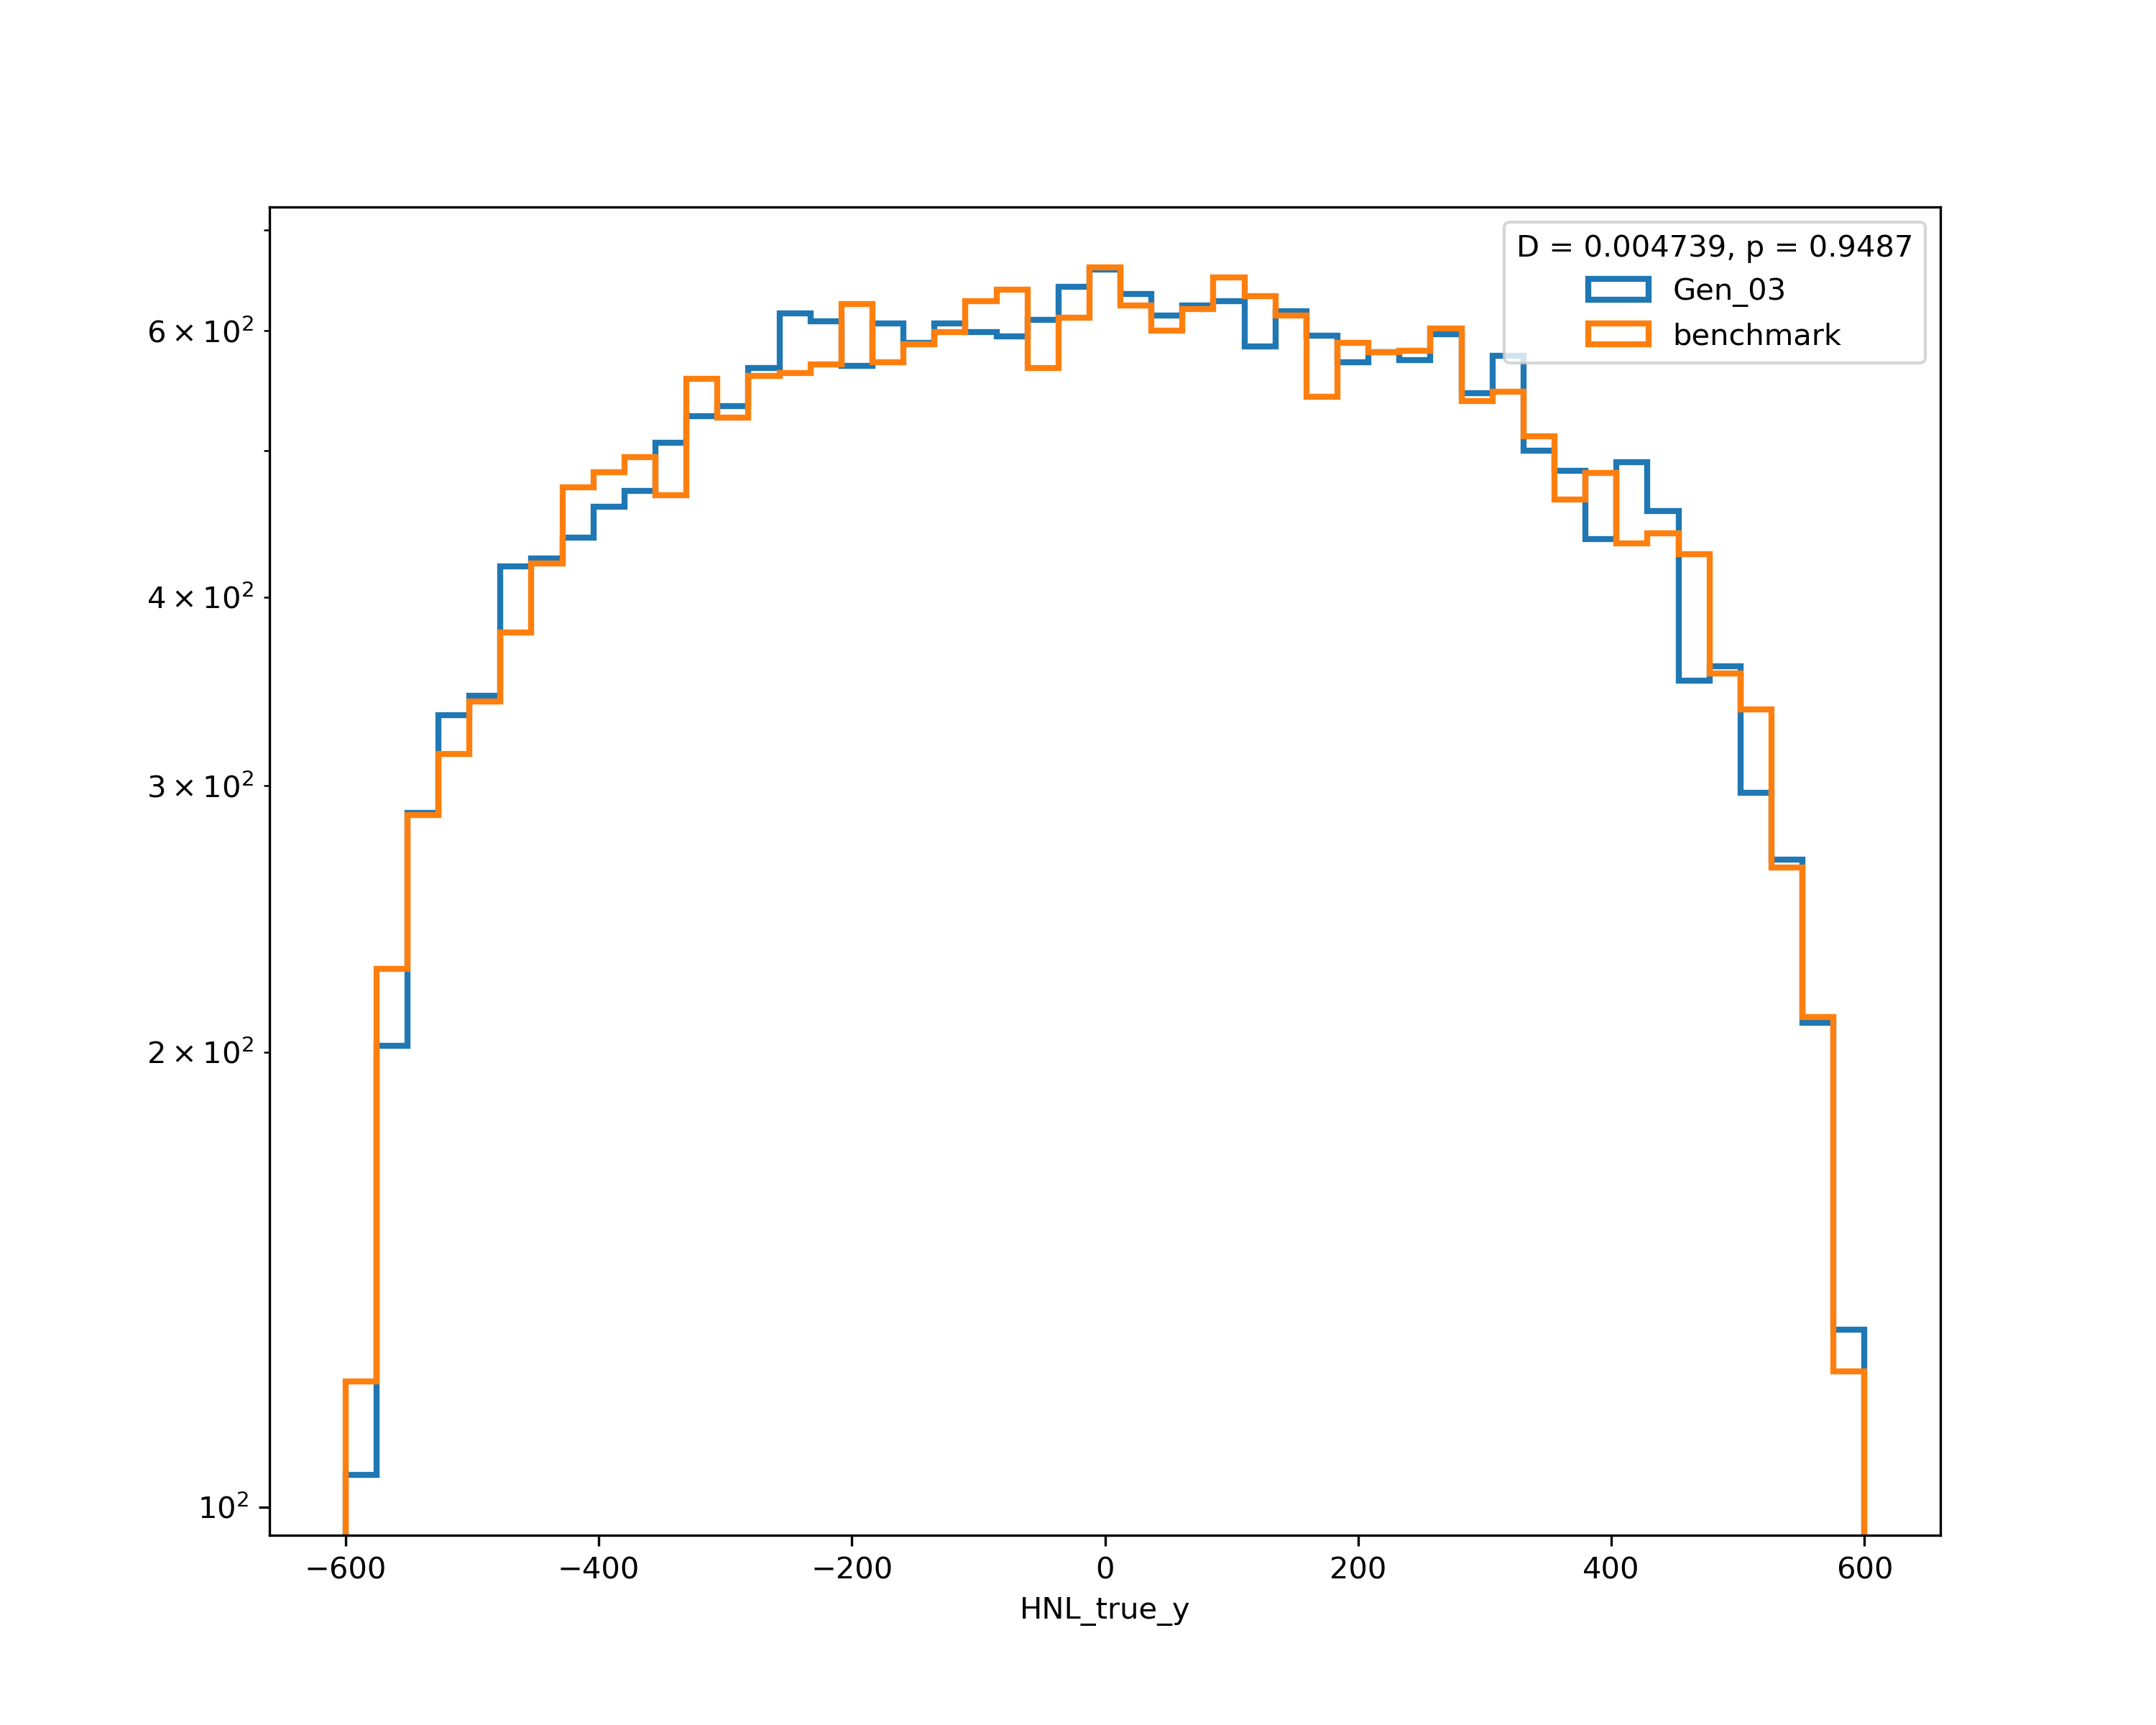 D = 0.004739, p = 0.9487
Gen_03
benchmark
6 × 10²
4 × 10²
3 × 10²
2 × 10²
10²
−600 −400 −200 0 200 400 600
HNL_true_y